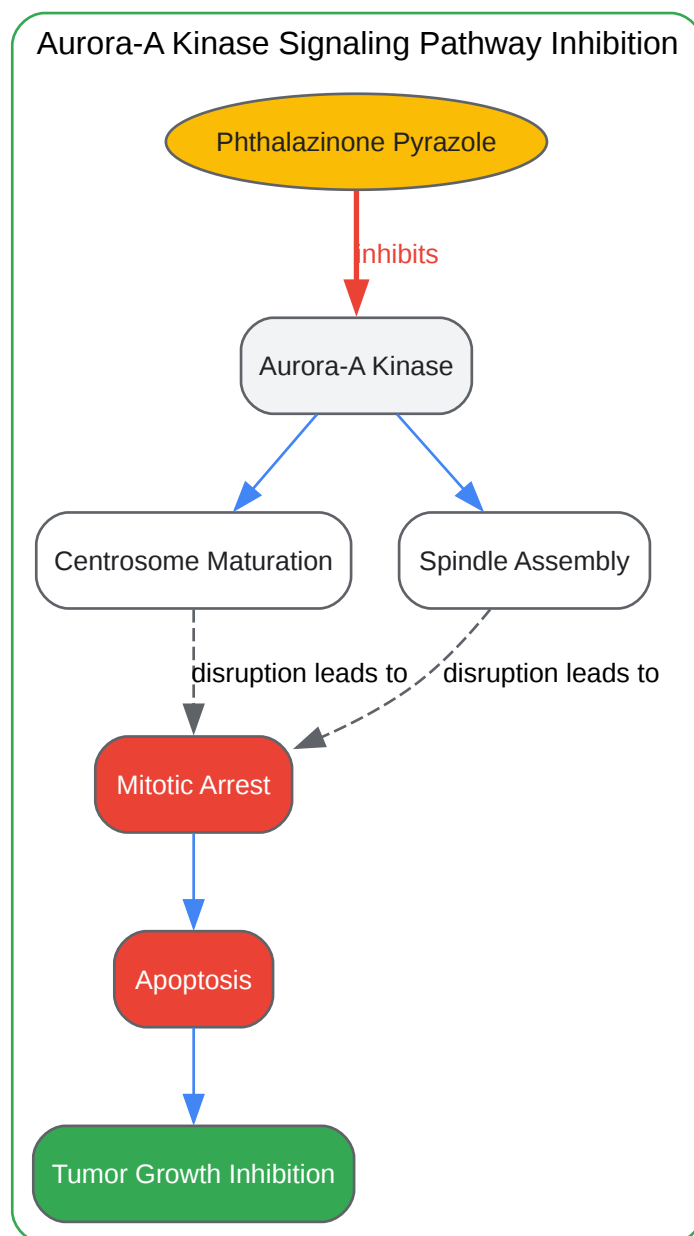 Aurora-A Kinase Signaling Pathway Inhibition
Phthalazinone Pyrazole
inhibits
Aurora-A Kinase
Centrosome Maturation
Spindle Assembly
disruption leads to
disruption leads to
Mitotic Arrest
Apoptosis
Tumor Growth Inhibition